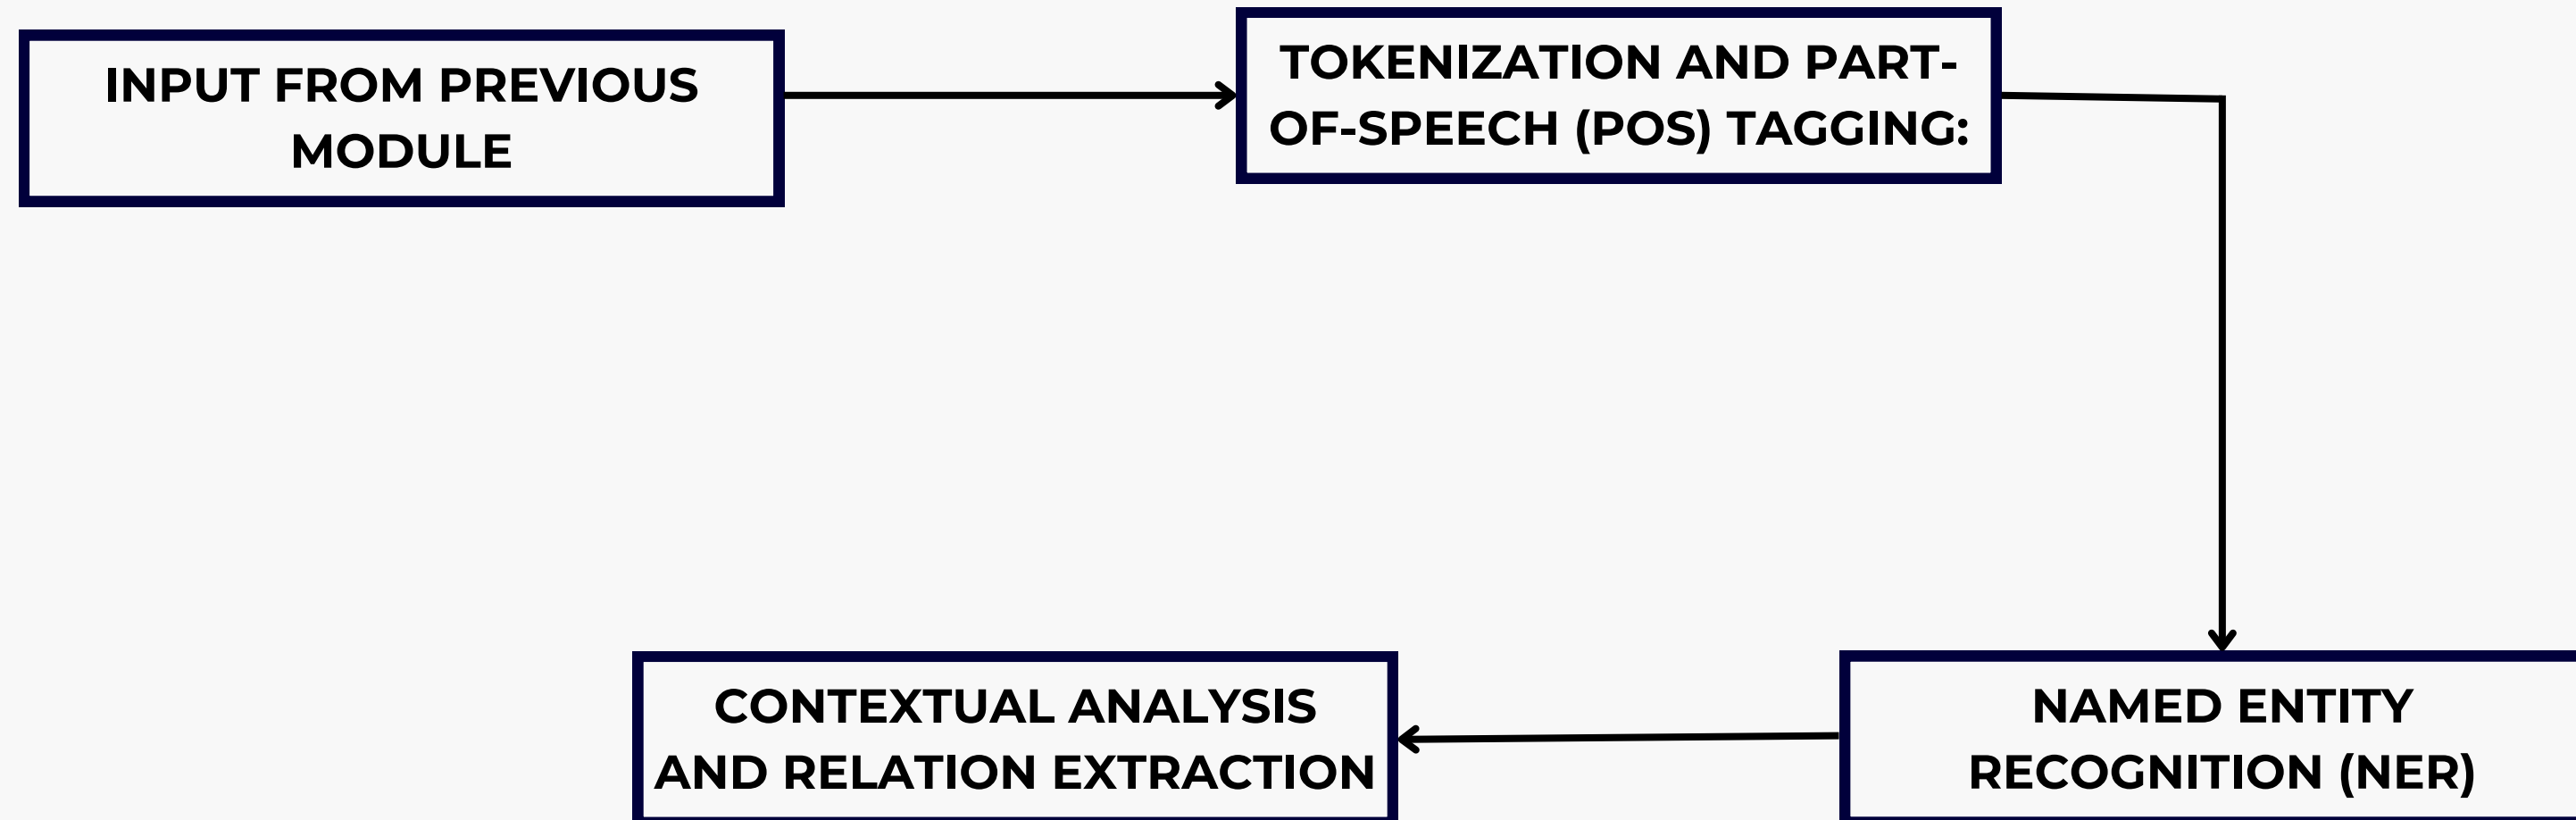 INPUT FROM PREVIOUS
MODULE
TOKENIZATION AND PART-
OF-SPEECH (POS) TAGGING:
CONTEXTUAL ANALYSIS
AND RELATION EXTRACTION
NAMED ENTITY
RECOGNITION (NER)